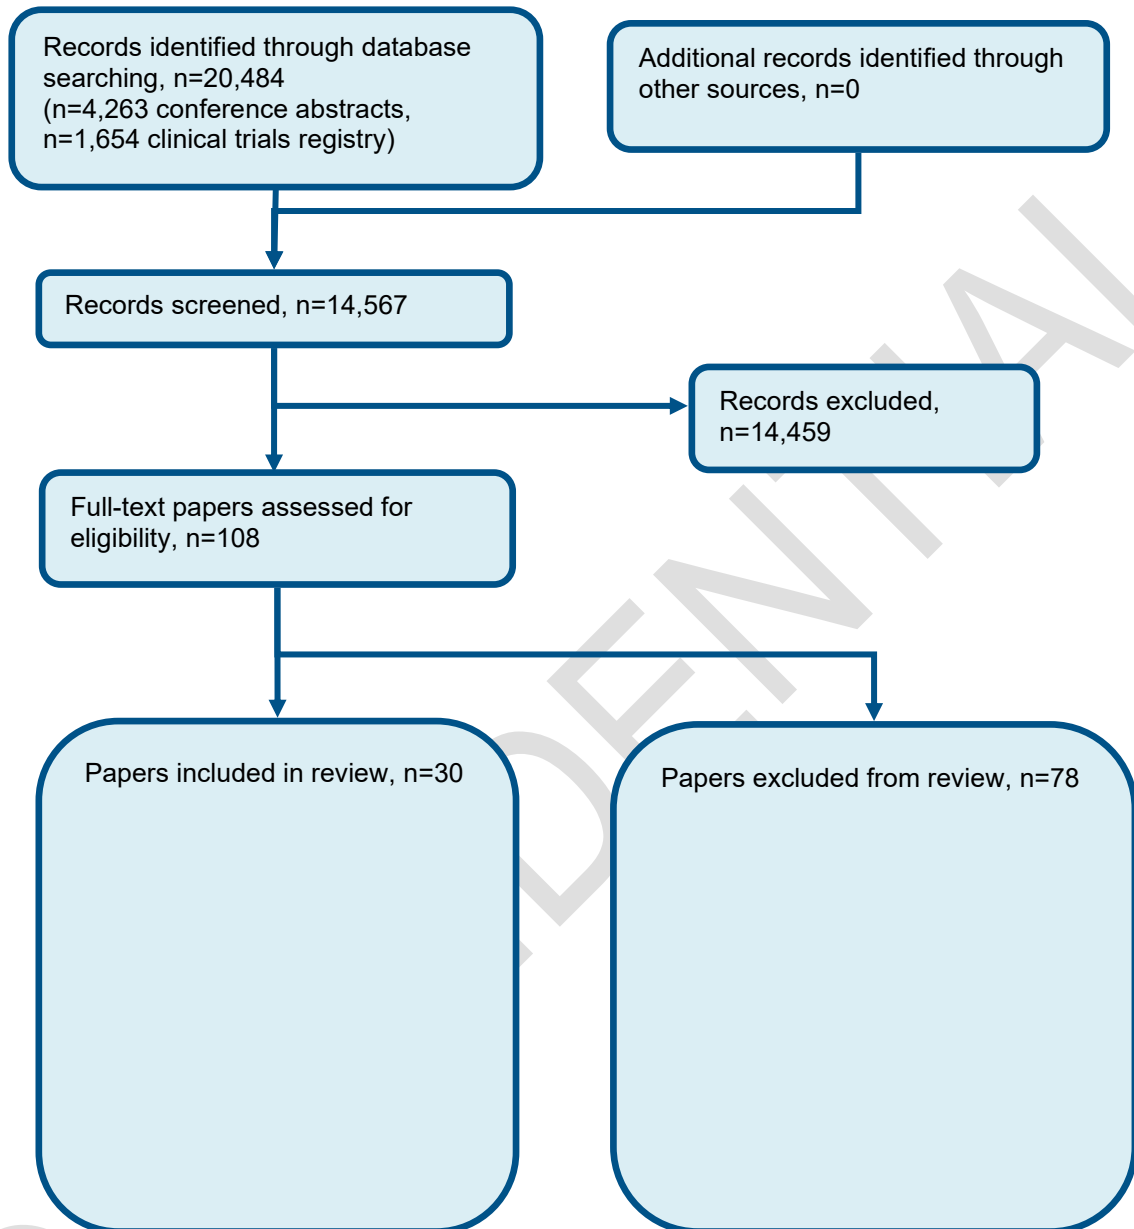 Records identified through database
searching, n=20,484
(n=4,263 conference abstracts,
n=1,654 clinical trials registry)
Additional records identified through
other sources, n=0
Records screened, n=14,567
Records excluded,
n=14,459
Full-text papers assessed for
eligibility, n=108
Papers included in review, n=30
Papers excluded from review, n=78